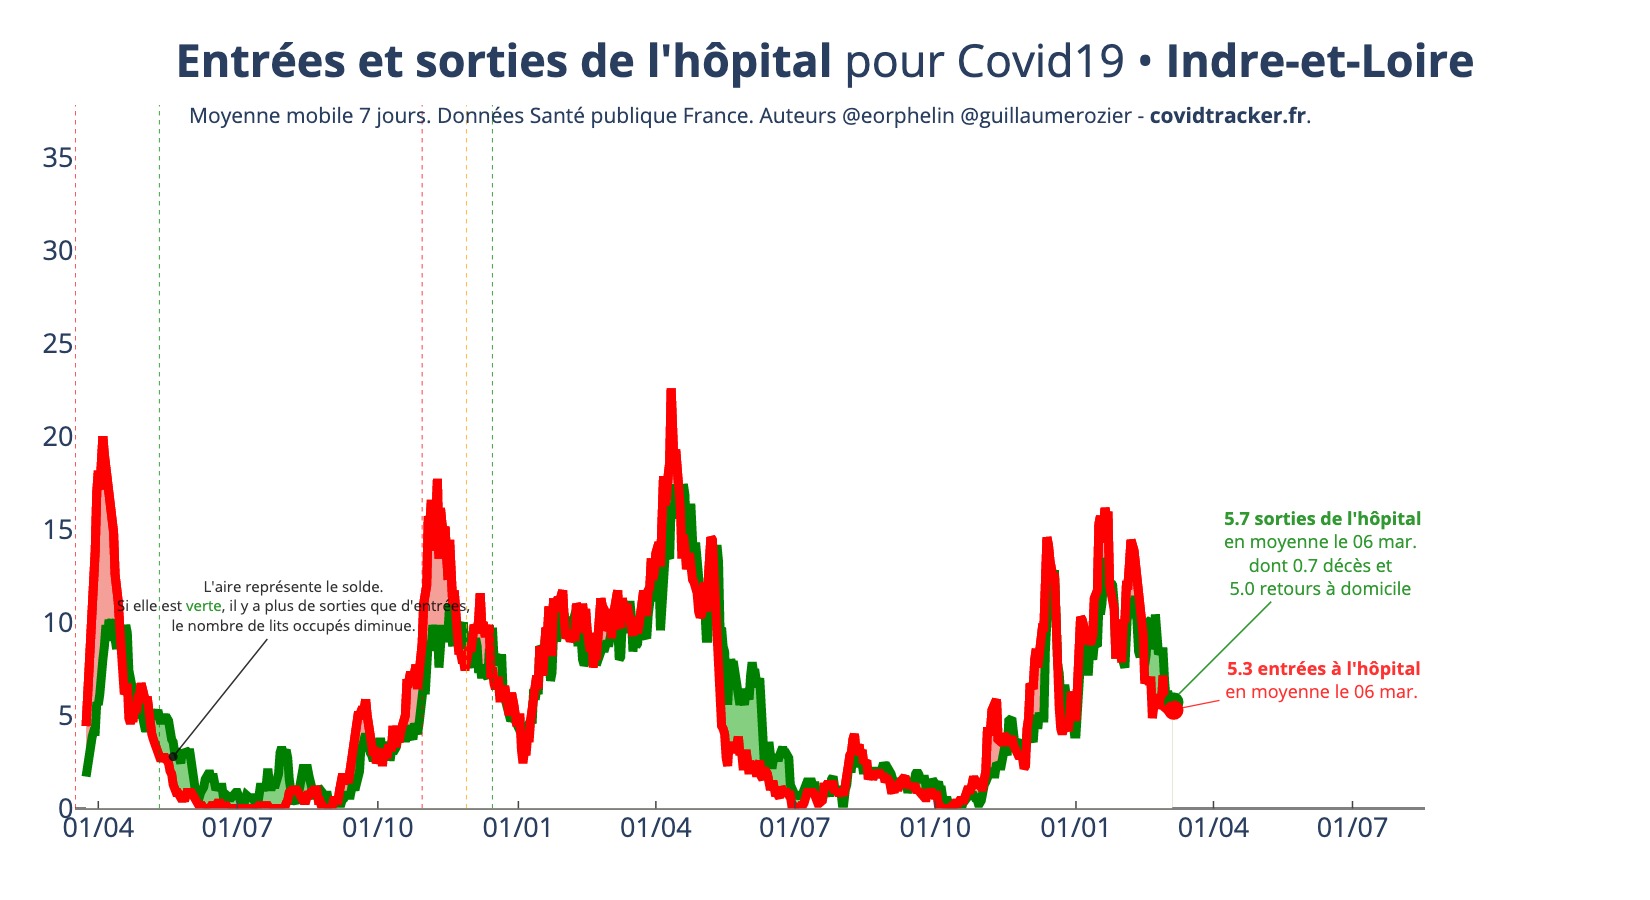 Entrées et sorties de l'hôpital pour Covid19 • Indre-et-Loire
Moyenne mobile 7 jours. Données Santé publique France. Auteurs @eorphelin @guillaumerozier - covidtracker.fr.
35
30
25
20
15
10
5
0
L'aire représente le solde.
Si elle est verte, il y a plus de sorties que d'entrées,
le nombre de lits occupés diminue.
5.7 sorties de l'hôpital
en moyenne le 06 mar.
dont 0.7 décès et
5.0 retours à domicile
5.3 entrées à l'hôpital
en moyenne le 06 mar.
01/04 01/07 01/10 01/01 01/04 01/07 01/10 01/01 01/04 01/07